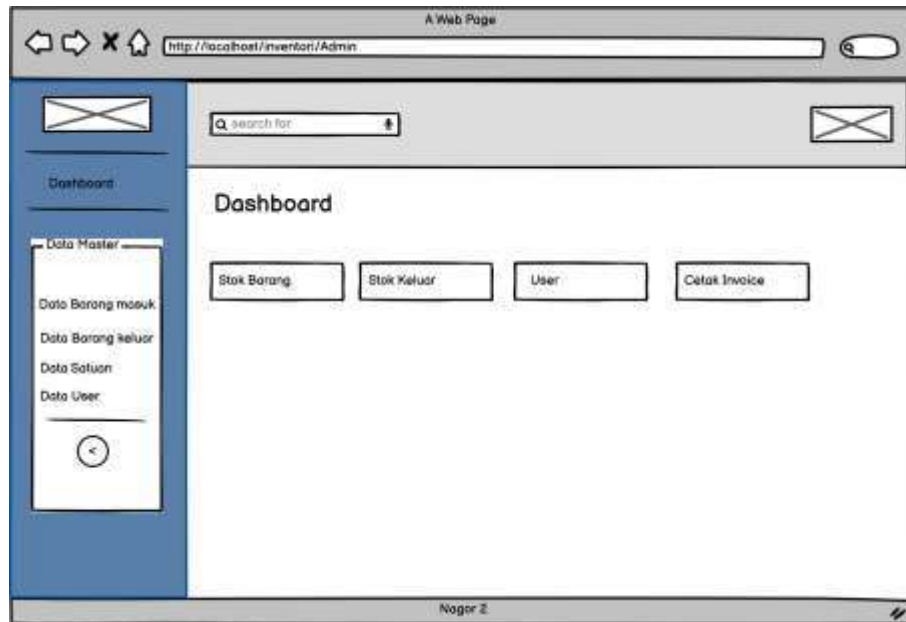 A Web Page
http://localhost/inventori/Admin
search for
Dashboard
Dashboard
Data Master
Stok Barang
Stok Keluar
User
Cetak Invoice
Data Barang masuk
Data Barang keluar
Data Satuan
Data User
<
Nagor 2